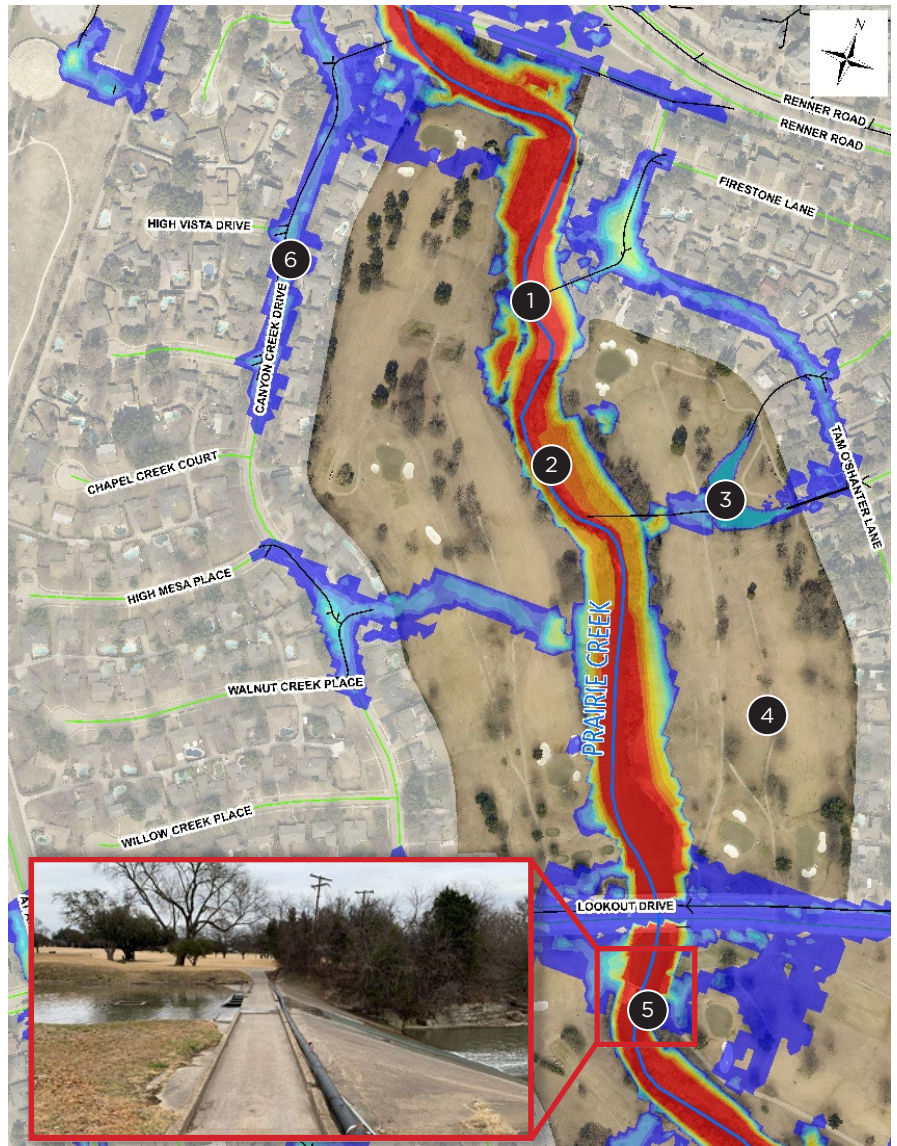 N
RENNER ROAD
RENNER ROAD
FIRESTONE LANE
HIGH VISTA DRIVE
6
1
CANYON CREEK DRIVE
CHAPEL CREEK COURT
2
3
TAM O'SHANTER LANE
HIGH MESA PLACE
PRAIRIE CREEK
WALNUT CREEK PLACE
4
WILLOW CREEK PLACE
LOOKOUT DRIVE
5